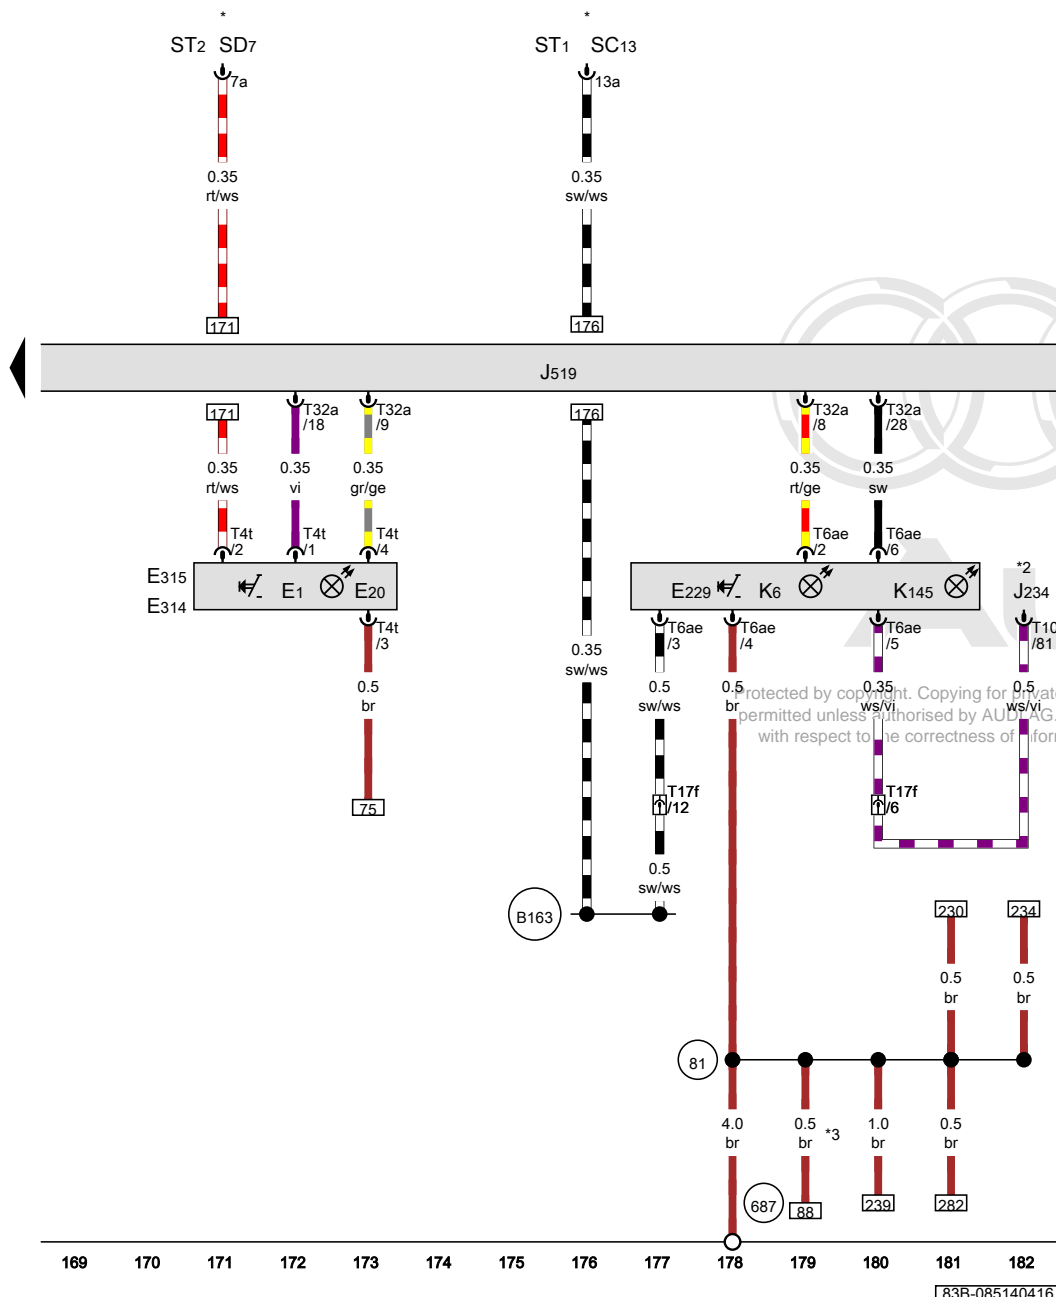 * *
ST2 SD7 ST1 SC13
7a 13a
0.35 0.35
rt/ws sw/ws
171 176
J519
171 T32a T32a 176 T32a T32a
/18 /9 /8 /28
0.35 0.35 0.35 0.35 0.35
rt/ws vi gr/ge rt/ge sw
T4t T4t T4t T6ae T6ae
/2 /1 /4 /2 /6
E315 *2
E1 E20 E229 K6 K145 J234
E314
T4t T6ae T6ae T6ae T10
/3 /3 /4 /5 /81
0.35
sw/ws
0.5 0.5 0.5 0.35 0.5
br sw/ws br ws/vi ws/vi
Protected by copyright. Copying for private
permitted unless authorised by AUDI AG.
with respect to the correctness of inform
T17f T17f
75 /12 /6
0.5
sw/ws
B163 230 234
0.5 0.5
br br
81
4.0 0.5 *3 1.0 0.5
br br br br
687 88 239 282
169 170 171 172 173 174 175 176 177 178 179 180 181 182
83B-085140416